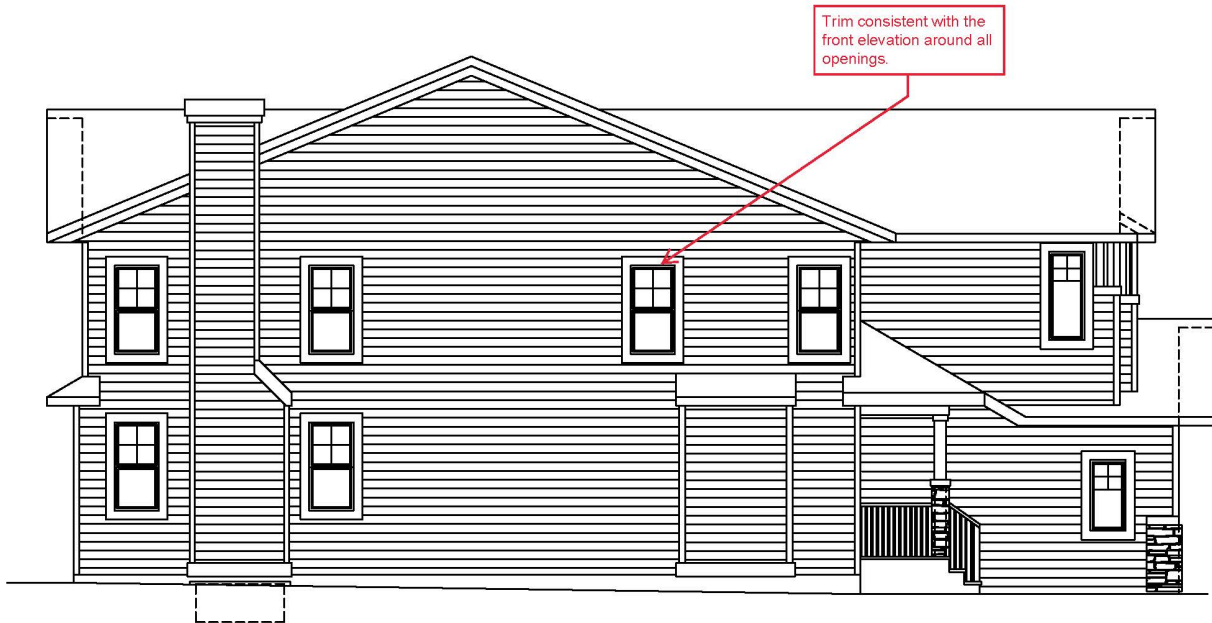 Trim consistent with the
front elevation around all
openings.